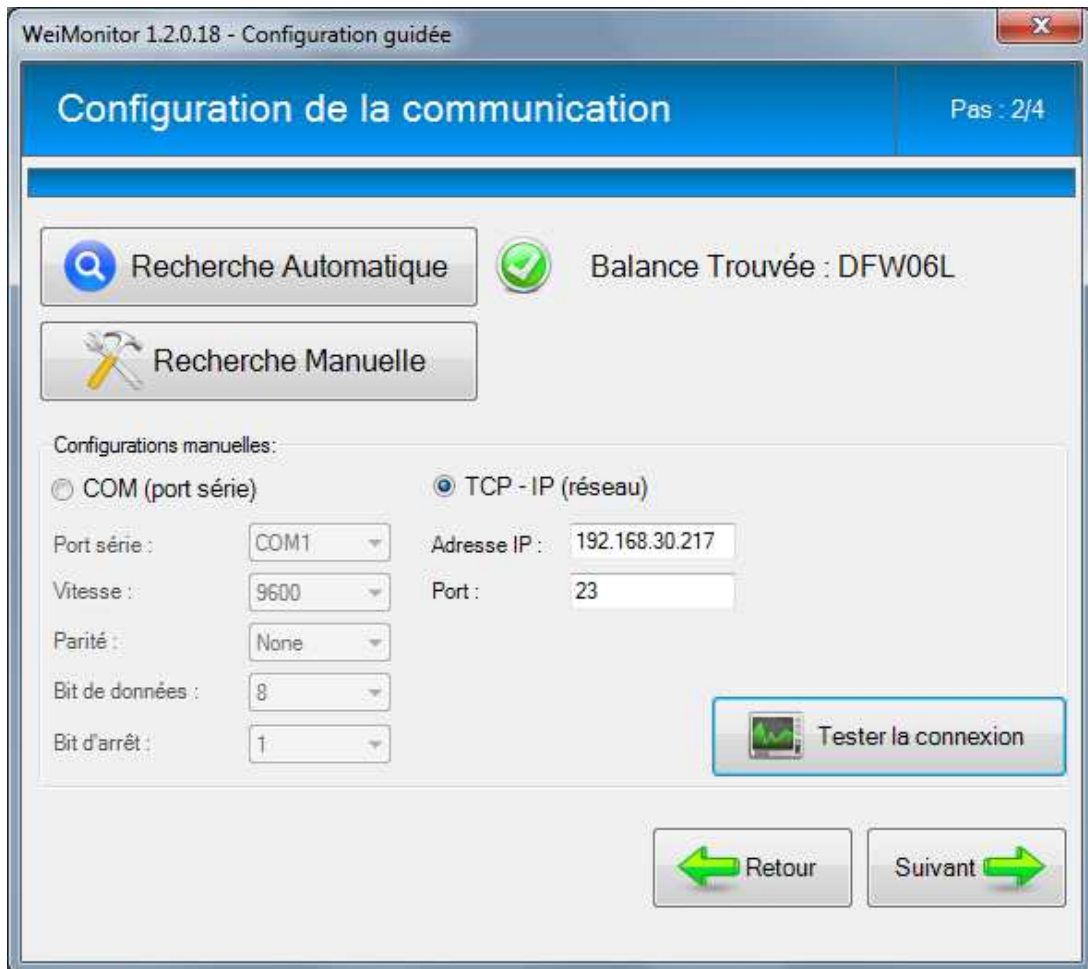 WeiMonitor 1.2.0.18 - Configuration guidée
X
Configuration de la communication
Pas : 2/4
Recherche Automatique
Balance Trouvée : DFW06L
Recherche Manuelle
Configurations manuelles:
COM (port série)
TCP - IP (réseau)
Port série :
COM1
Adresse IP :
192.168.30.217
Vitesse :
9600
Port :
23
Parité :
None
Bit de données :
8
Bit d'arrêt :
1
Tester la connexion
Retour
Suivant